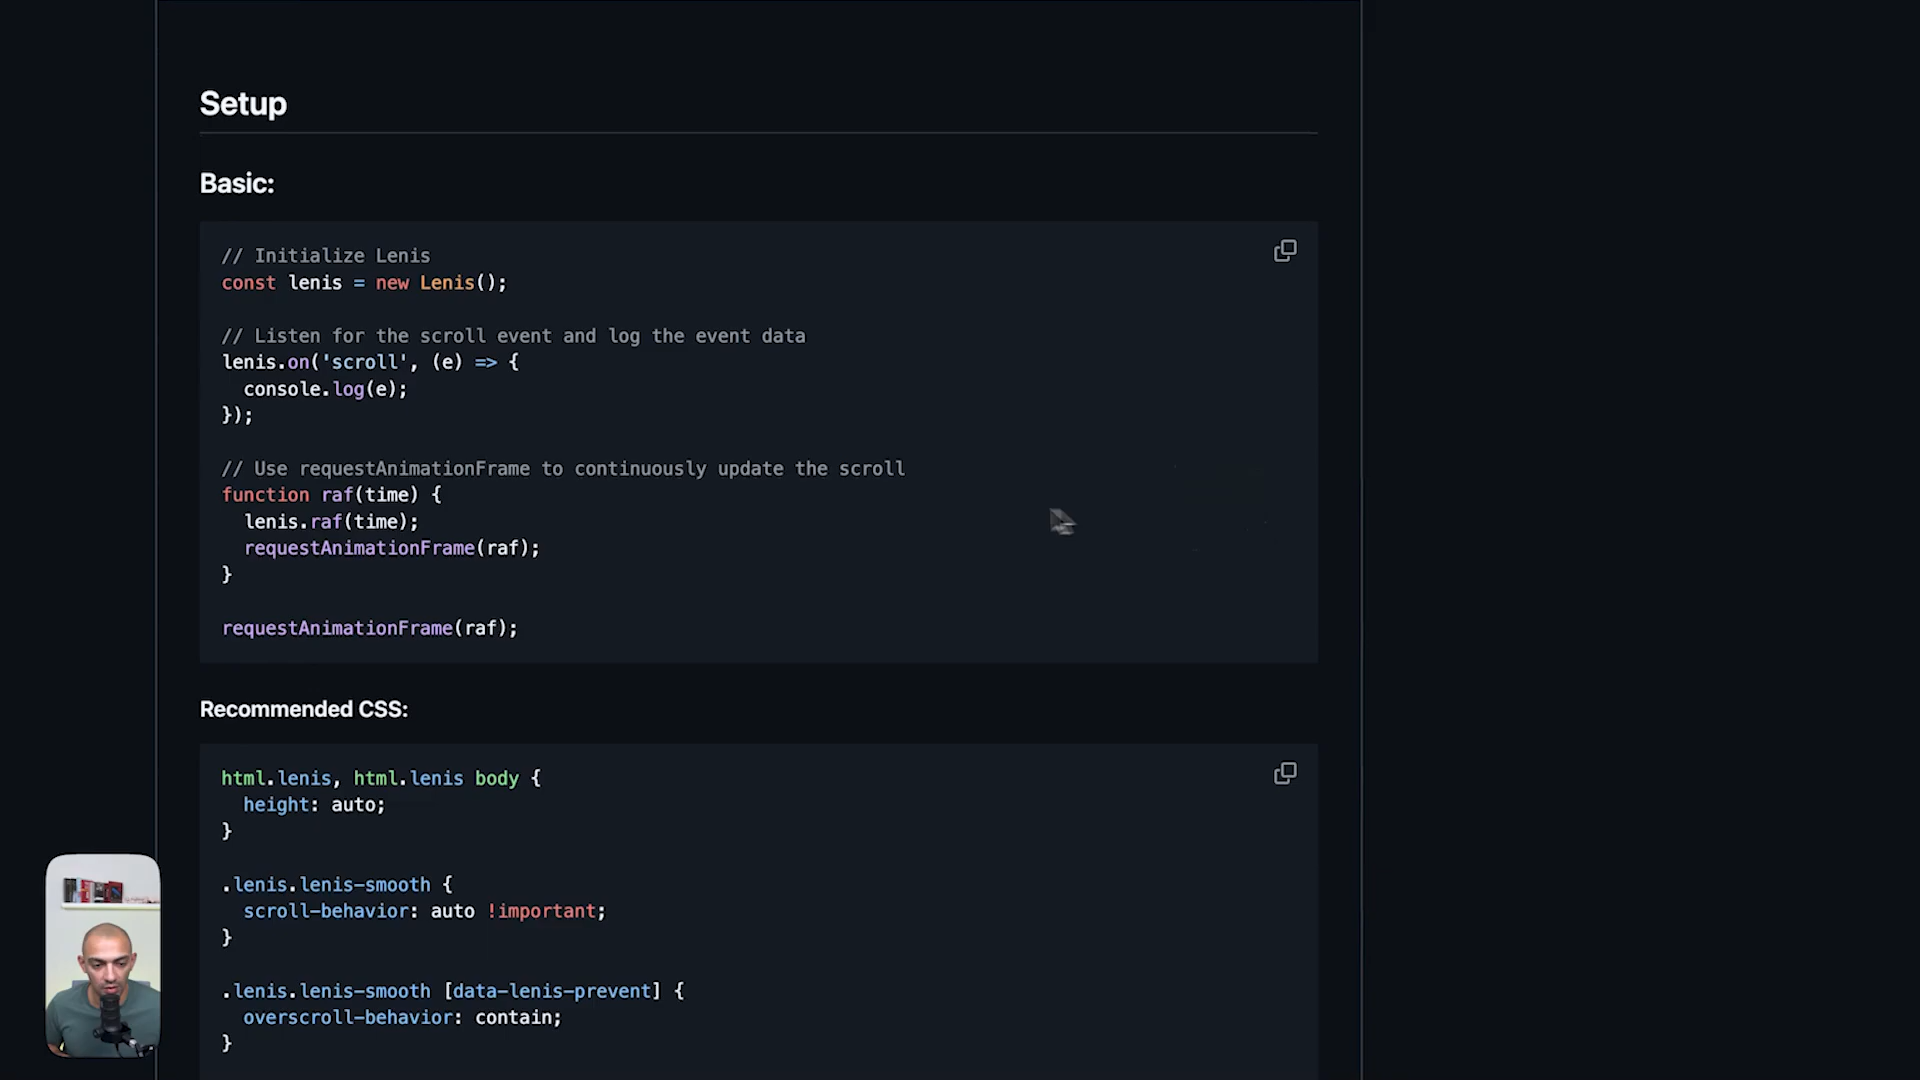 Setup
Basic:
// Initialize Lenis
const lenis = new Lenis();
// Listen for the scroll event and log the event data
lenis.on('scroll', (e) => {
  console.log(e);
});
// Use requestAnimationFrame to continuously update the scroll
function raf(time) {
  lenis.raf(time);
  requestAnimationFrame(raf);
}
requestAnimationFrame(raf);
Recommended CSS:
html.lenis, html.lenis body {
  height: auto;
}
.lenis.lenis-smooth {
  scroll-behavior: auto !important;
}
.lenis.lenis-smooth [data-lenis-prevent] {
  overscroll-behavior: contain;
}